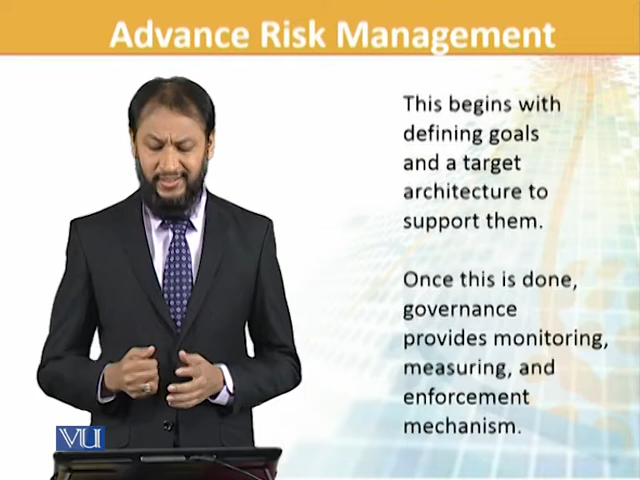 Advance Risk Management
This begins with
defining goals
and a target
architecture to
support them.
Once this is done,
governance
provides monitoring,
measuring, and
enforcement
mechanism.
VU